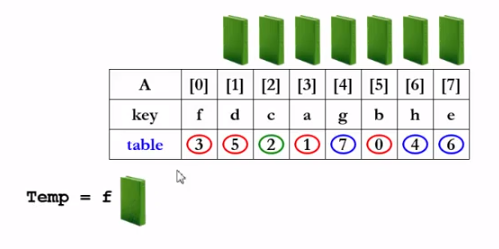 A [0] [1] [2] [3] [4] [5] [6] [7]
key f d c a g b h e
table 3 5 2 1 7 0 4 6
Temp = f